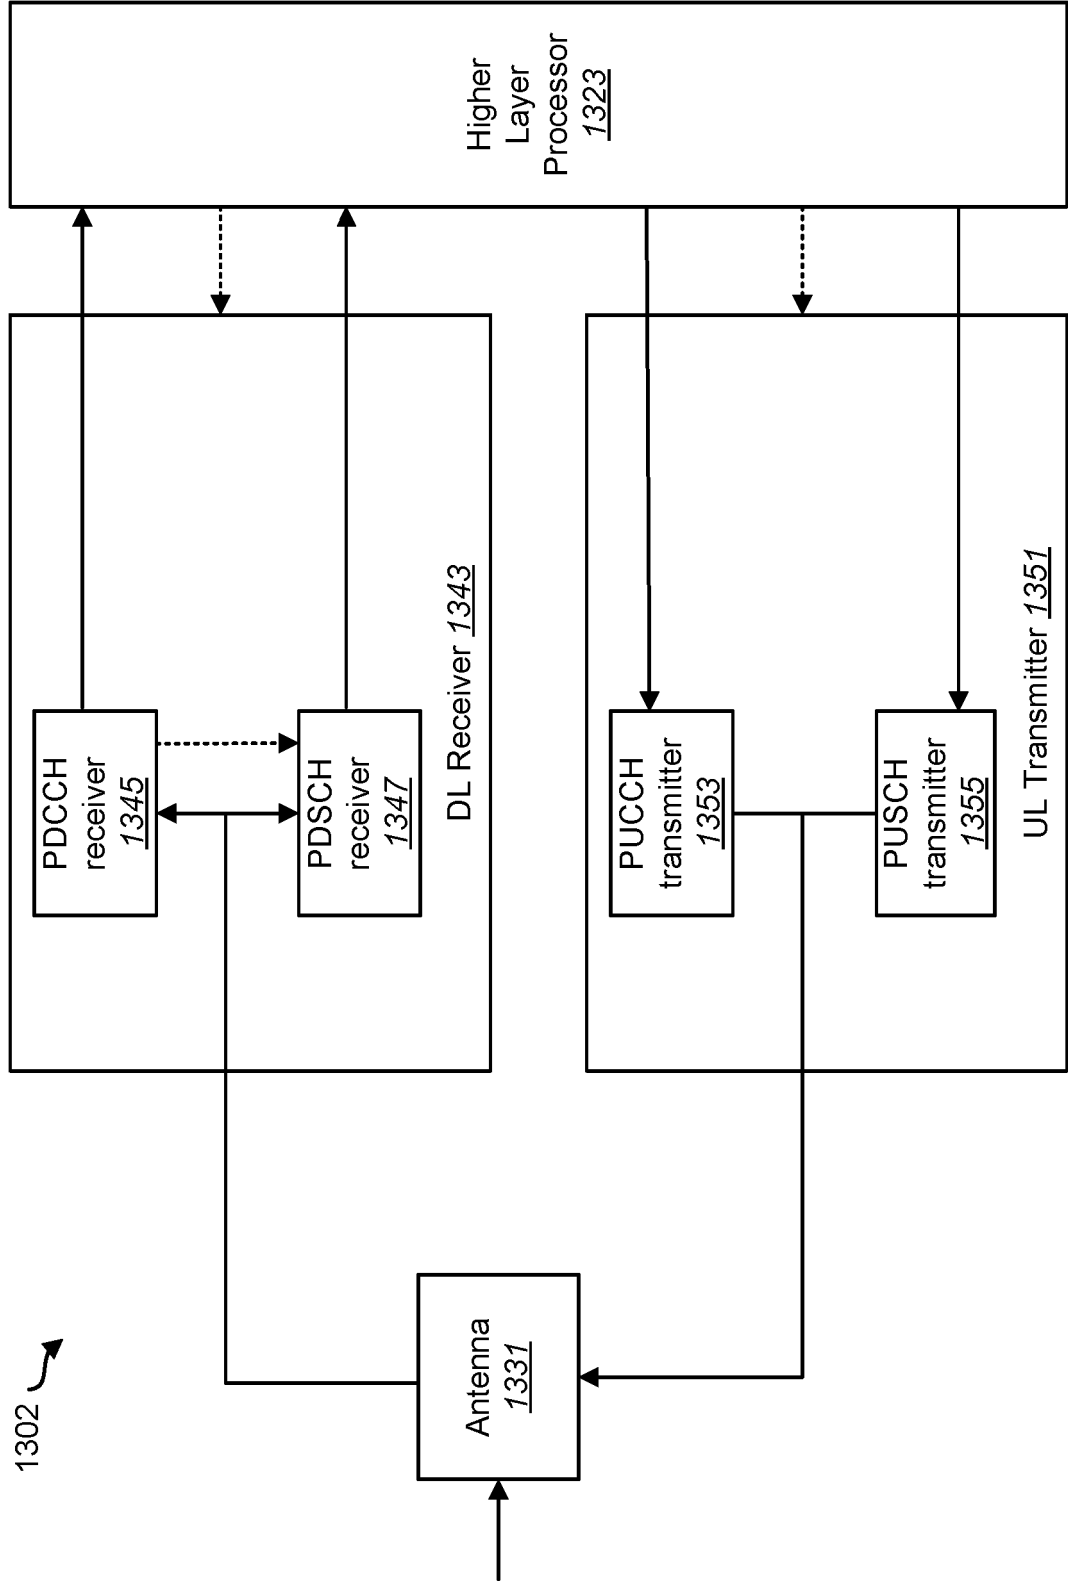 1302
Antenna
1331
PDCCH
receiver
1345
PDSCH
receiver
1347
DL Receiver 1343
PUCCH
transmitter
1353
PUSCH
transmitter
1355
UL Transmitter 1351
Higher
Layer
Processor
1323